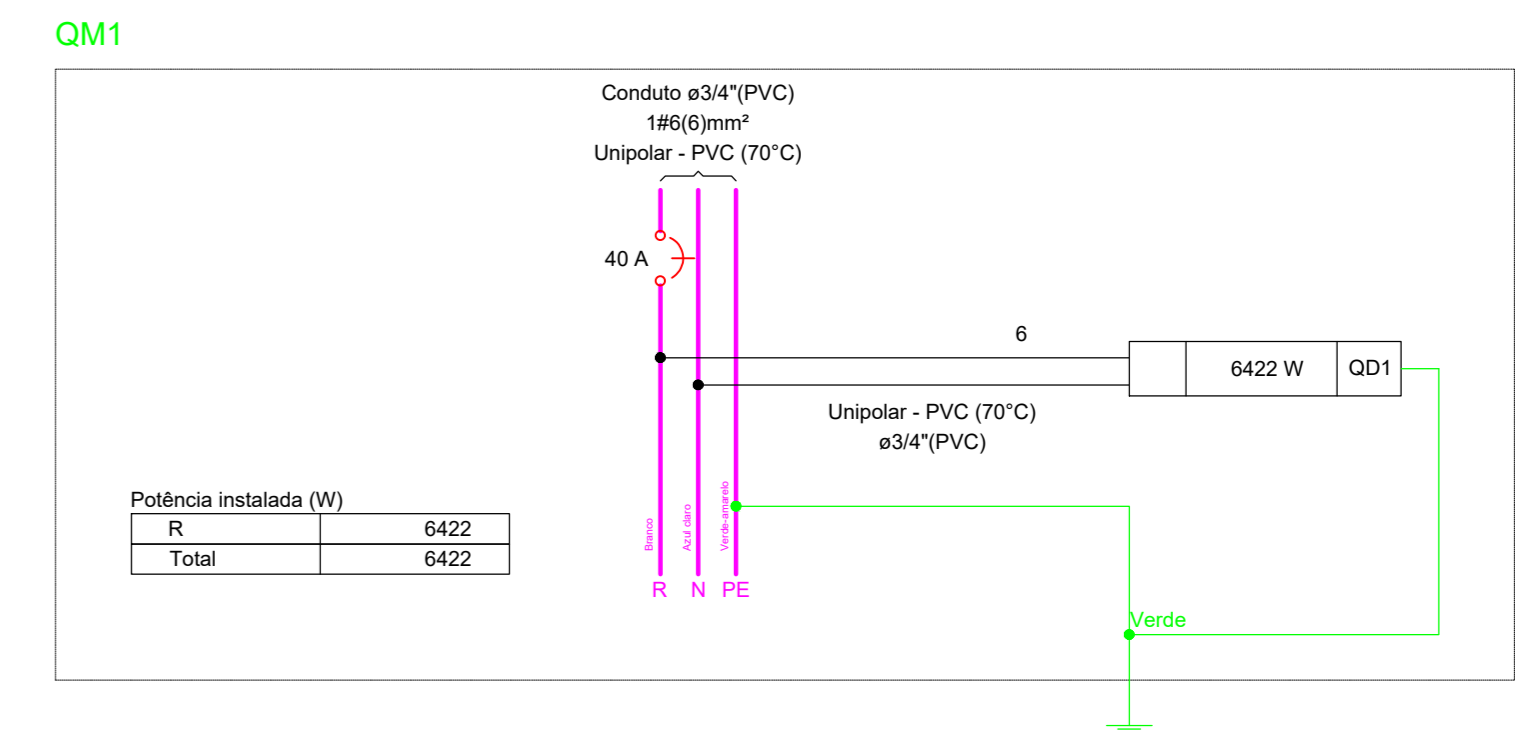 QM1
Conduto ø3/4"(PVC)
1#6(6)mm²
Unipolar - PVC (70°C)
40 A
6
6422 W
QD1
Unipolar - PVC (70°C)
ø3/4"(PVC)
Potência instalada (W)
R 6422
Total 6422
Branco
Azul claro
Verde-amarelo
R N PE
Verde